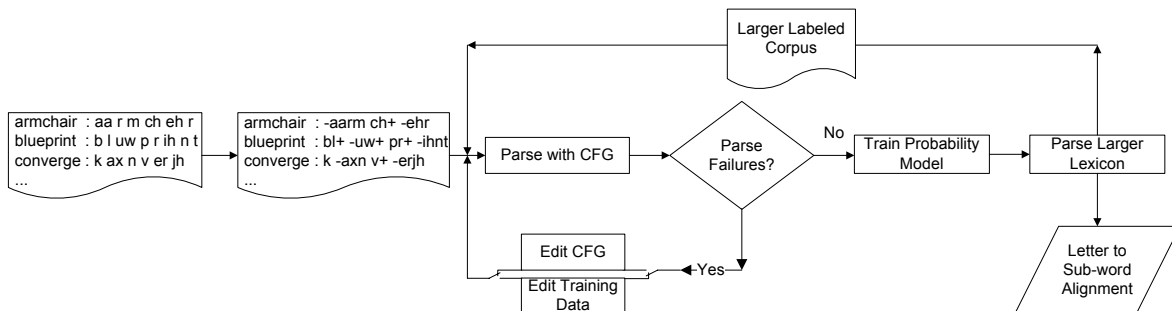 armchair : aa r m ch eh r
blueprint : b l uw p r ih n t
converge : k ax n v er jh
...
armchair : -aarm ch+ -ehr
blueprint : bl+ -uw+ pr+ -ihnt
converge : k -axn v+ -erjh
...
Larger Labeled
Corpus
Parse with CFG
Parse
Failures?
No
Train Probability
Model
Parse Larger
Lexicon
Yes
Edit CFG
Edit Training
Data
Letter to
Sub-word
Alignment